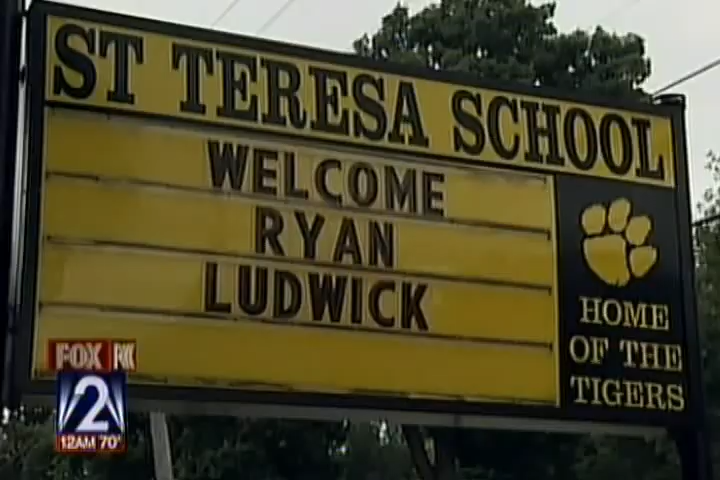 ST TERESA SCHOOL
WELCOME
RYAN
LUDWICK
HOME
OF THE
TIGERS
FOX
2
12AM 70°